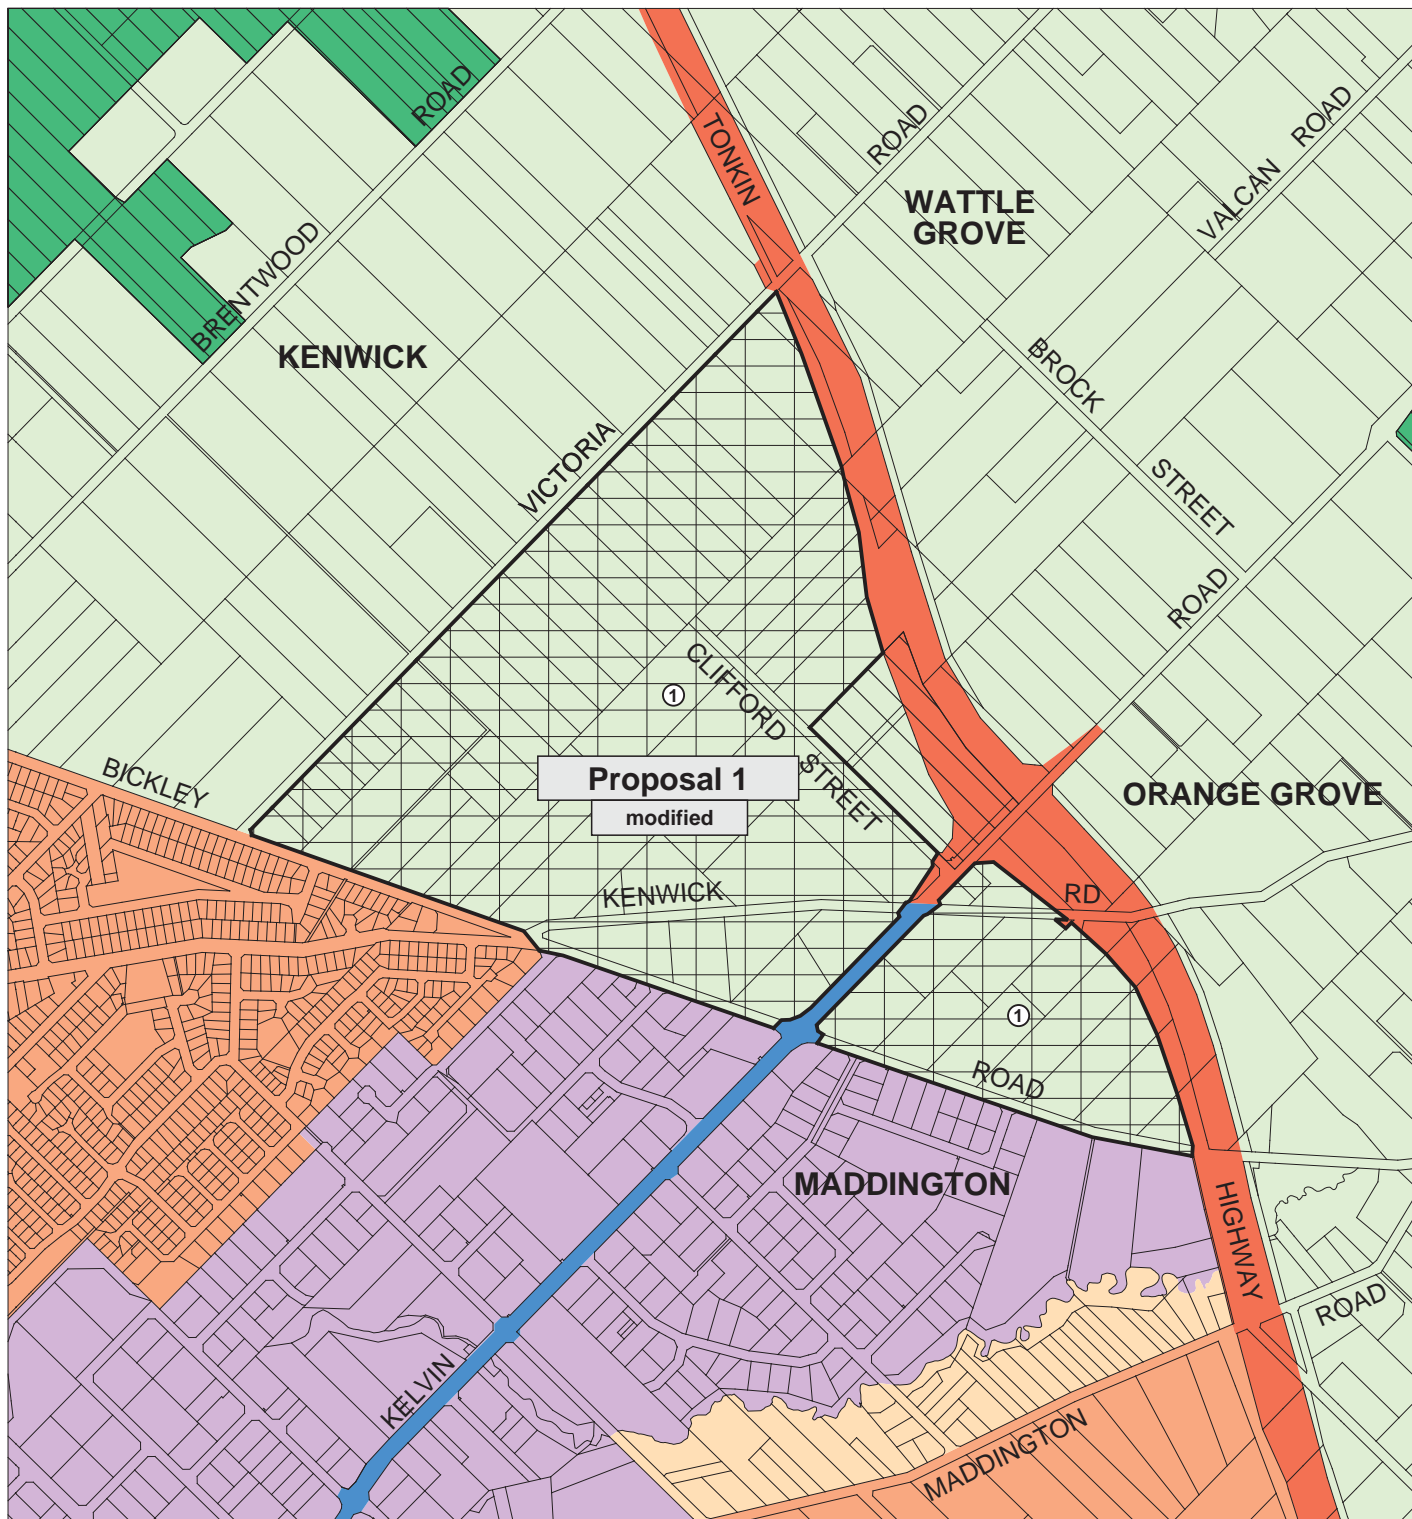 ROAD
TONKIN
ROAD
VALCAN ROAD
WATTLE
GROVE
BRENTWOOD
KENWICK
BROCK
STREET
VICTORIA
ROAD
CLIFFORD
STREET
1
Proposal 1
modified
BICKLEY
ORANGE GROVE
KENWICK
RD
1
ROAD
MADDINGTON
HIGHWAY
ROAD
KELVIN
MADDINGTON